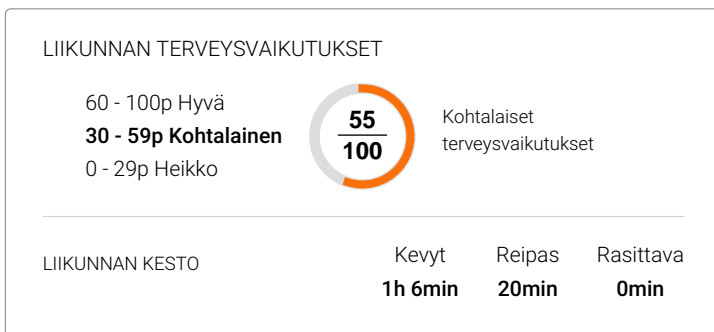 LIIKUNNAN TERVEYSVAIKUTUKSET
60 - 100p Hyvä
30 - 59p Kohtalainen
0 - 29p Heikko
55
100
Kohtalaiset
terveysvaikutukset
LIIKUNNAN KESTO
Kevyt Reipas Rasittava
1h 6min 20min 0min